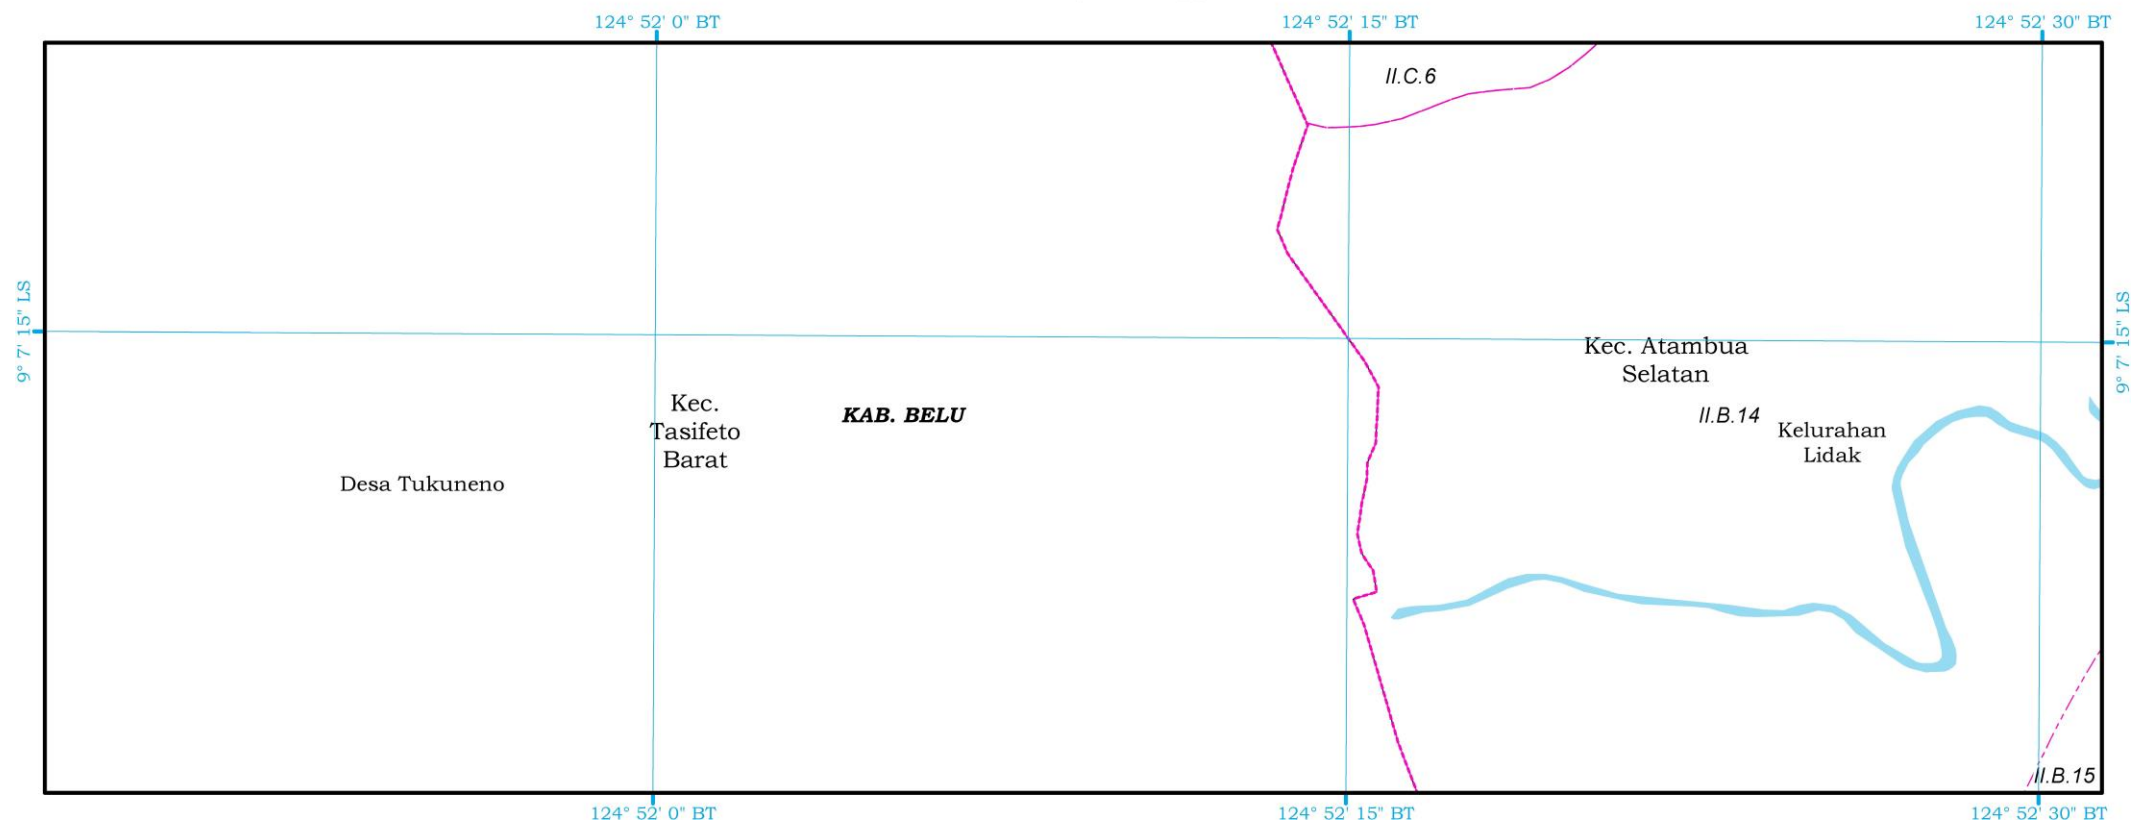 124° 52' 0" BT
124° 52' 15" BT
124° 52' 30" BT
II.C.6
9° 7' 15" LS
9° 7' 15" LS
Kec. Atambua
Selatan
Kec.
Tasifeto
Barat
KAB. BELU
II.B.14
Kelurahan
Lidak
Desa Tukuneno
II.B.15
124° 52' 0" BT
124° 52' 15" BT
124° 52' 30" BT